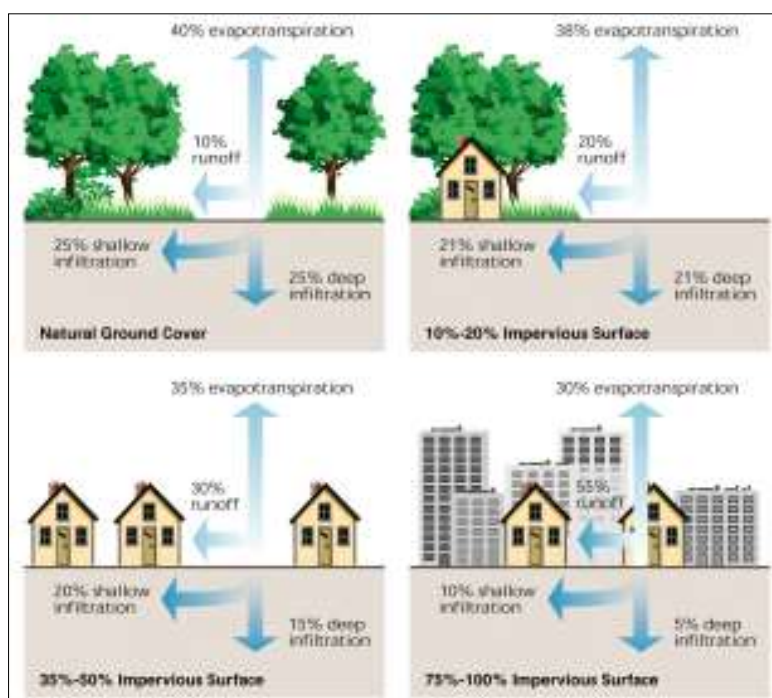 40% evapotranspiration
10%
runoff
25% shallow
infiltration
25% deep
infiltration
Natural Ground Cover
38% evapotranspiration
20%
runoff
21% shallow
infiltration
21% deep
infiltration
10%-20% Impervious Surface
35% evapotranspiration
30%
runoff
20% shallow
infiltration
15% deep
infiltration
35%-50% Impervious Surface
30% evapotranspiration
55%
runoff
10% shallow
infiltration
5% deep
infiltration
75%-100% Impervious Surface